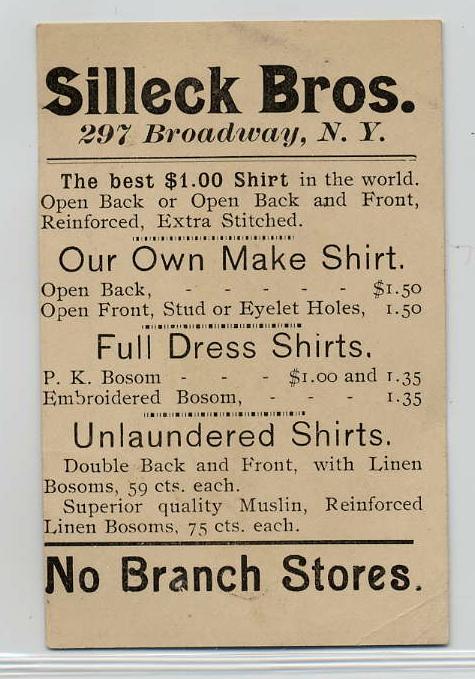 Silleck Bros.
297 Broadway, N. Y.
The best $1.00 Shirt in the world.
Open Back or Open Back and Front,
Reinforced, Extra Stitched.
Our Own Make Shirt.
Open Back, - - - - - $1.50
Open Front, Stud or Eyelet Holes, 1.50
Full Dress Shirts.
P. K. Bosom - - - $1.00 and 1.35
Embroidered Bosom, - - - 1.35
Unlaundered Shirts.
Double Back and Front, with Linen
Bosoms, 59 cts. each.
Superior quality Muslin, Reinforced
Linen Bosoms, 75 cts. each.
No Branch Stores.